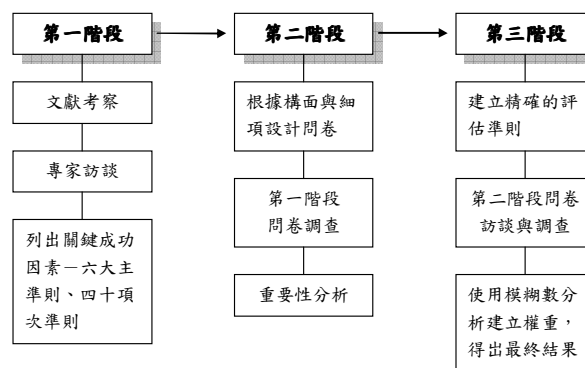 第一階段
文獻考察
專家訪談
列出關鍵成功
因素－六大主
準則、四十項
次準則
第二階段
根據構面與細
項設計問卷
第一階段
問卷調查
重要性分析
第三階段
建立精確的評
估準則
第二階段問卷
訪談與調查
使用模糊數分
析建立權重，
得出最終結果